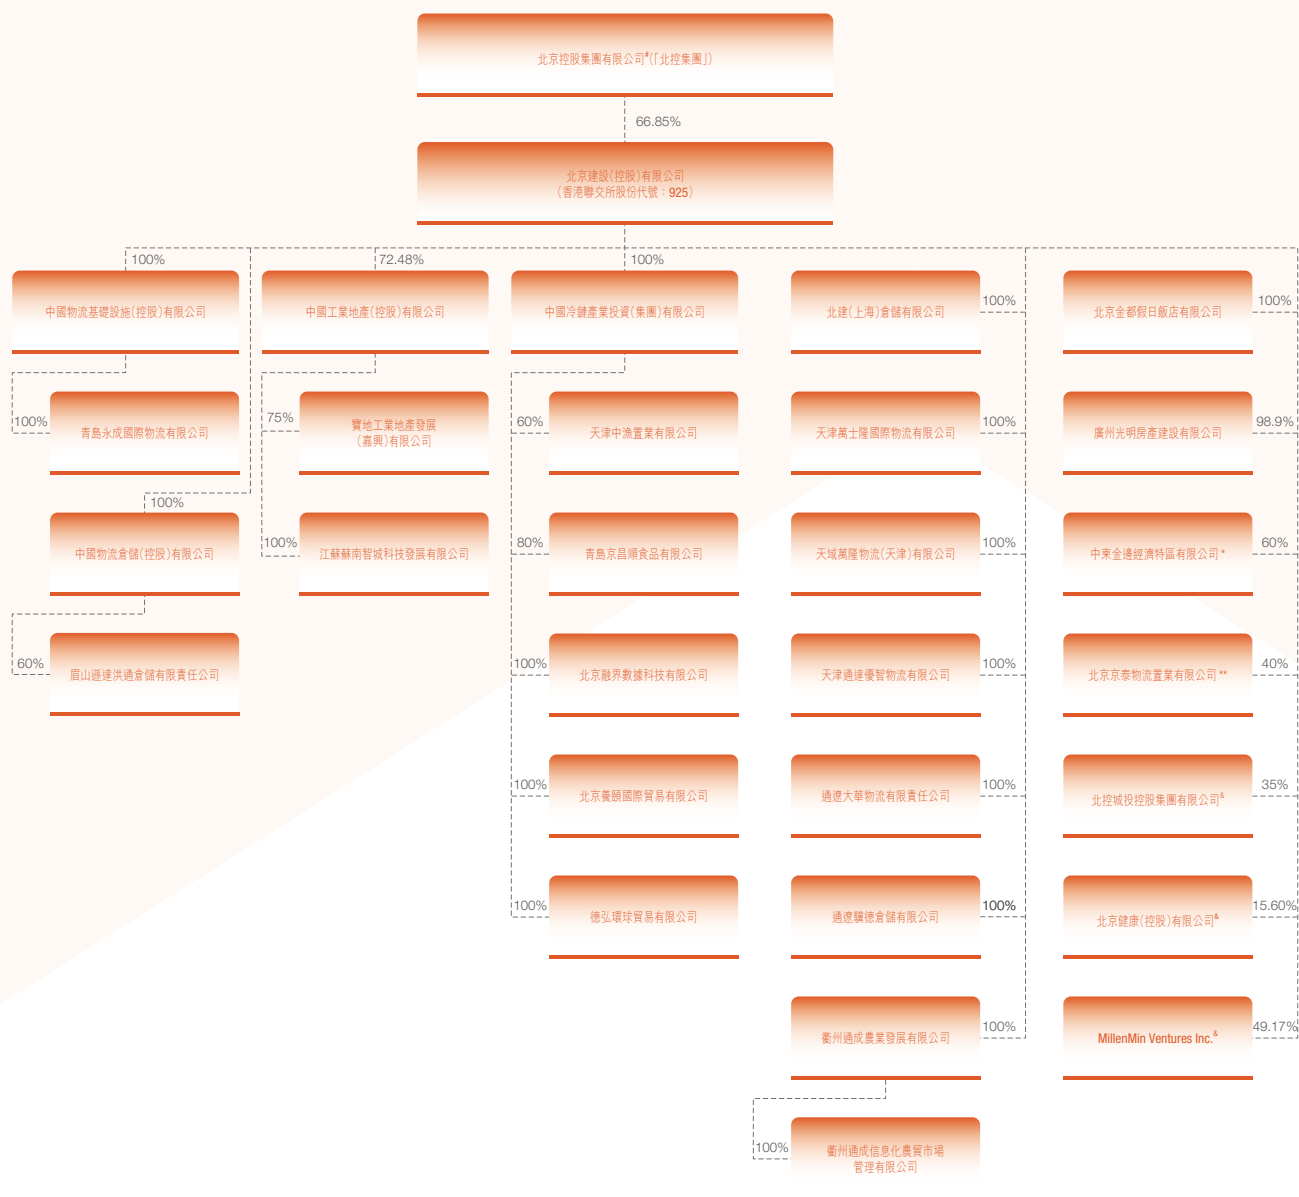 北京控股集團有限公司#(「北控集團」)
66.85%
北京建設(控股)有限公司
(香港聯交所股份代號：925)
100%
72.48%
100%
中國物流基礎設施(控股)有限公司
中國工業地產(控股)有限公司
中國冷鏈產業投資(集團)有限公司
北建(上海)倉儲有限公司
100%
北京金都假日飯店有限公司
100%
100%
青島永成國際物流有限公司
75%
寶地工業地產發展
(嘉興)有限公司
60%
天津中漁置業有限公司
天津萬士隆國際物流有限公司
100%
廣州光明房產建設有限公司
98.9%
100%
中國物流倉儲(控股)有限公司
100%
江蘇蘇南智城科技發展有限公司
80%
青島京昌順食品有限公司
天域萬隆物流(天津)有限公司
100%
中柬金邊經濟特區有限公司*
60%
60%
眉山遜達洪通倉儲有限責任公司
100%
北京融界數據科技有限公司
天津通達優智物流有限公司
100%
北京京泰物流置業有限公司**
40%
100%
北京養頤國際貿易有限公司
通遼大華物流有限責任公司
100%
北控城投控股集團有限公司&
35%
100%
德弘環球貿易有限公司
通遼驥德倉儲有限公司
100%
北京健康(控股)有限公司&
15.60%
衢州通成農業發展有限公司
100%
MillenMin Ventures Inc.&
49.17%
100%
衢州通成信息化農貿市場
管理有限公司